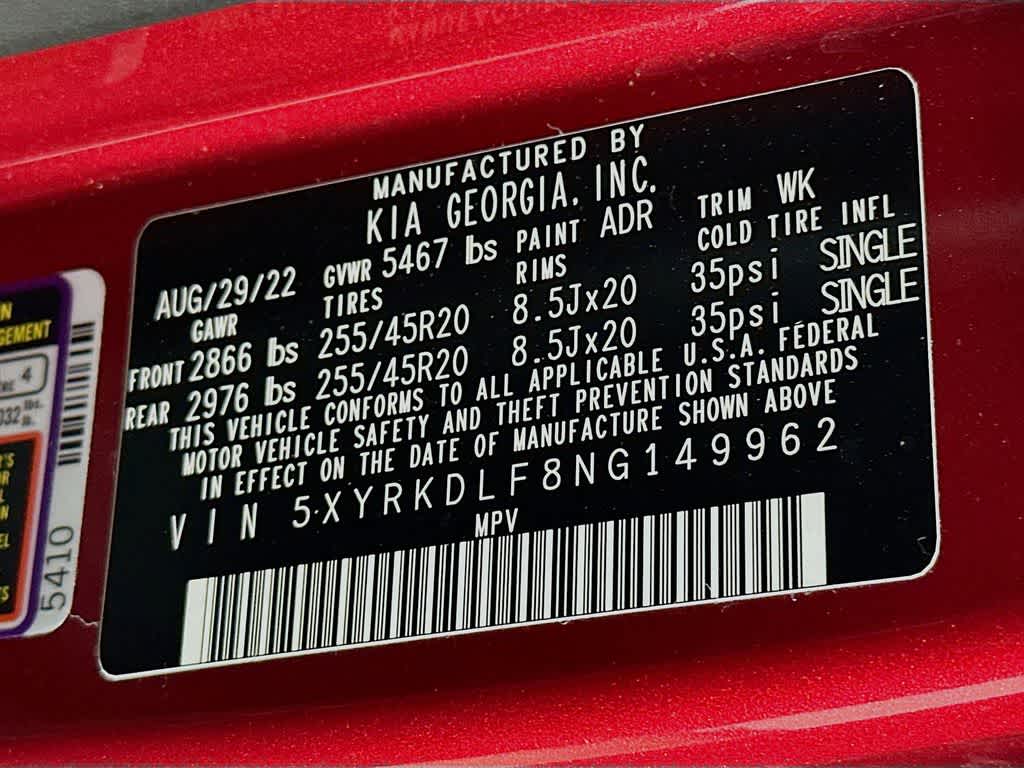 MANUFACTURED BY
KIA GEORGIA, INC.
AUG/29/22 GVWR 5467 lbs PAINT ADR TRIM WK
GAWR TIRES RIMS COLD TIRE INFL
FRONT 2866 lbs 255/45R20 8.5Jx20 35psi SINGLE
REAR 2976 lbs 255/45R20 8.5Jx20 35psi SINGLE
THIS VEHICLE CONFORMS TO ALL APPLICABLE U.S.A. FEDERAL
MOTOR VEHICLE SAFETY AND THEFT PREVENTION STANDARDS
IN EFFECT ON THE DATE OF MANUFACTURE SHOWN ABOVE
VIN 5XYRKDLF8NG149962
MPV
4
lbs.
5410